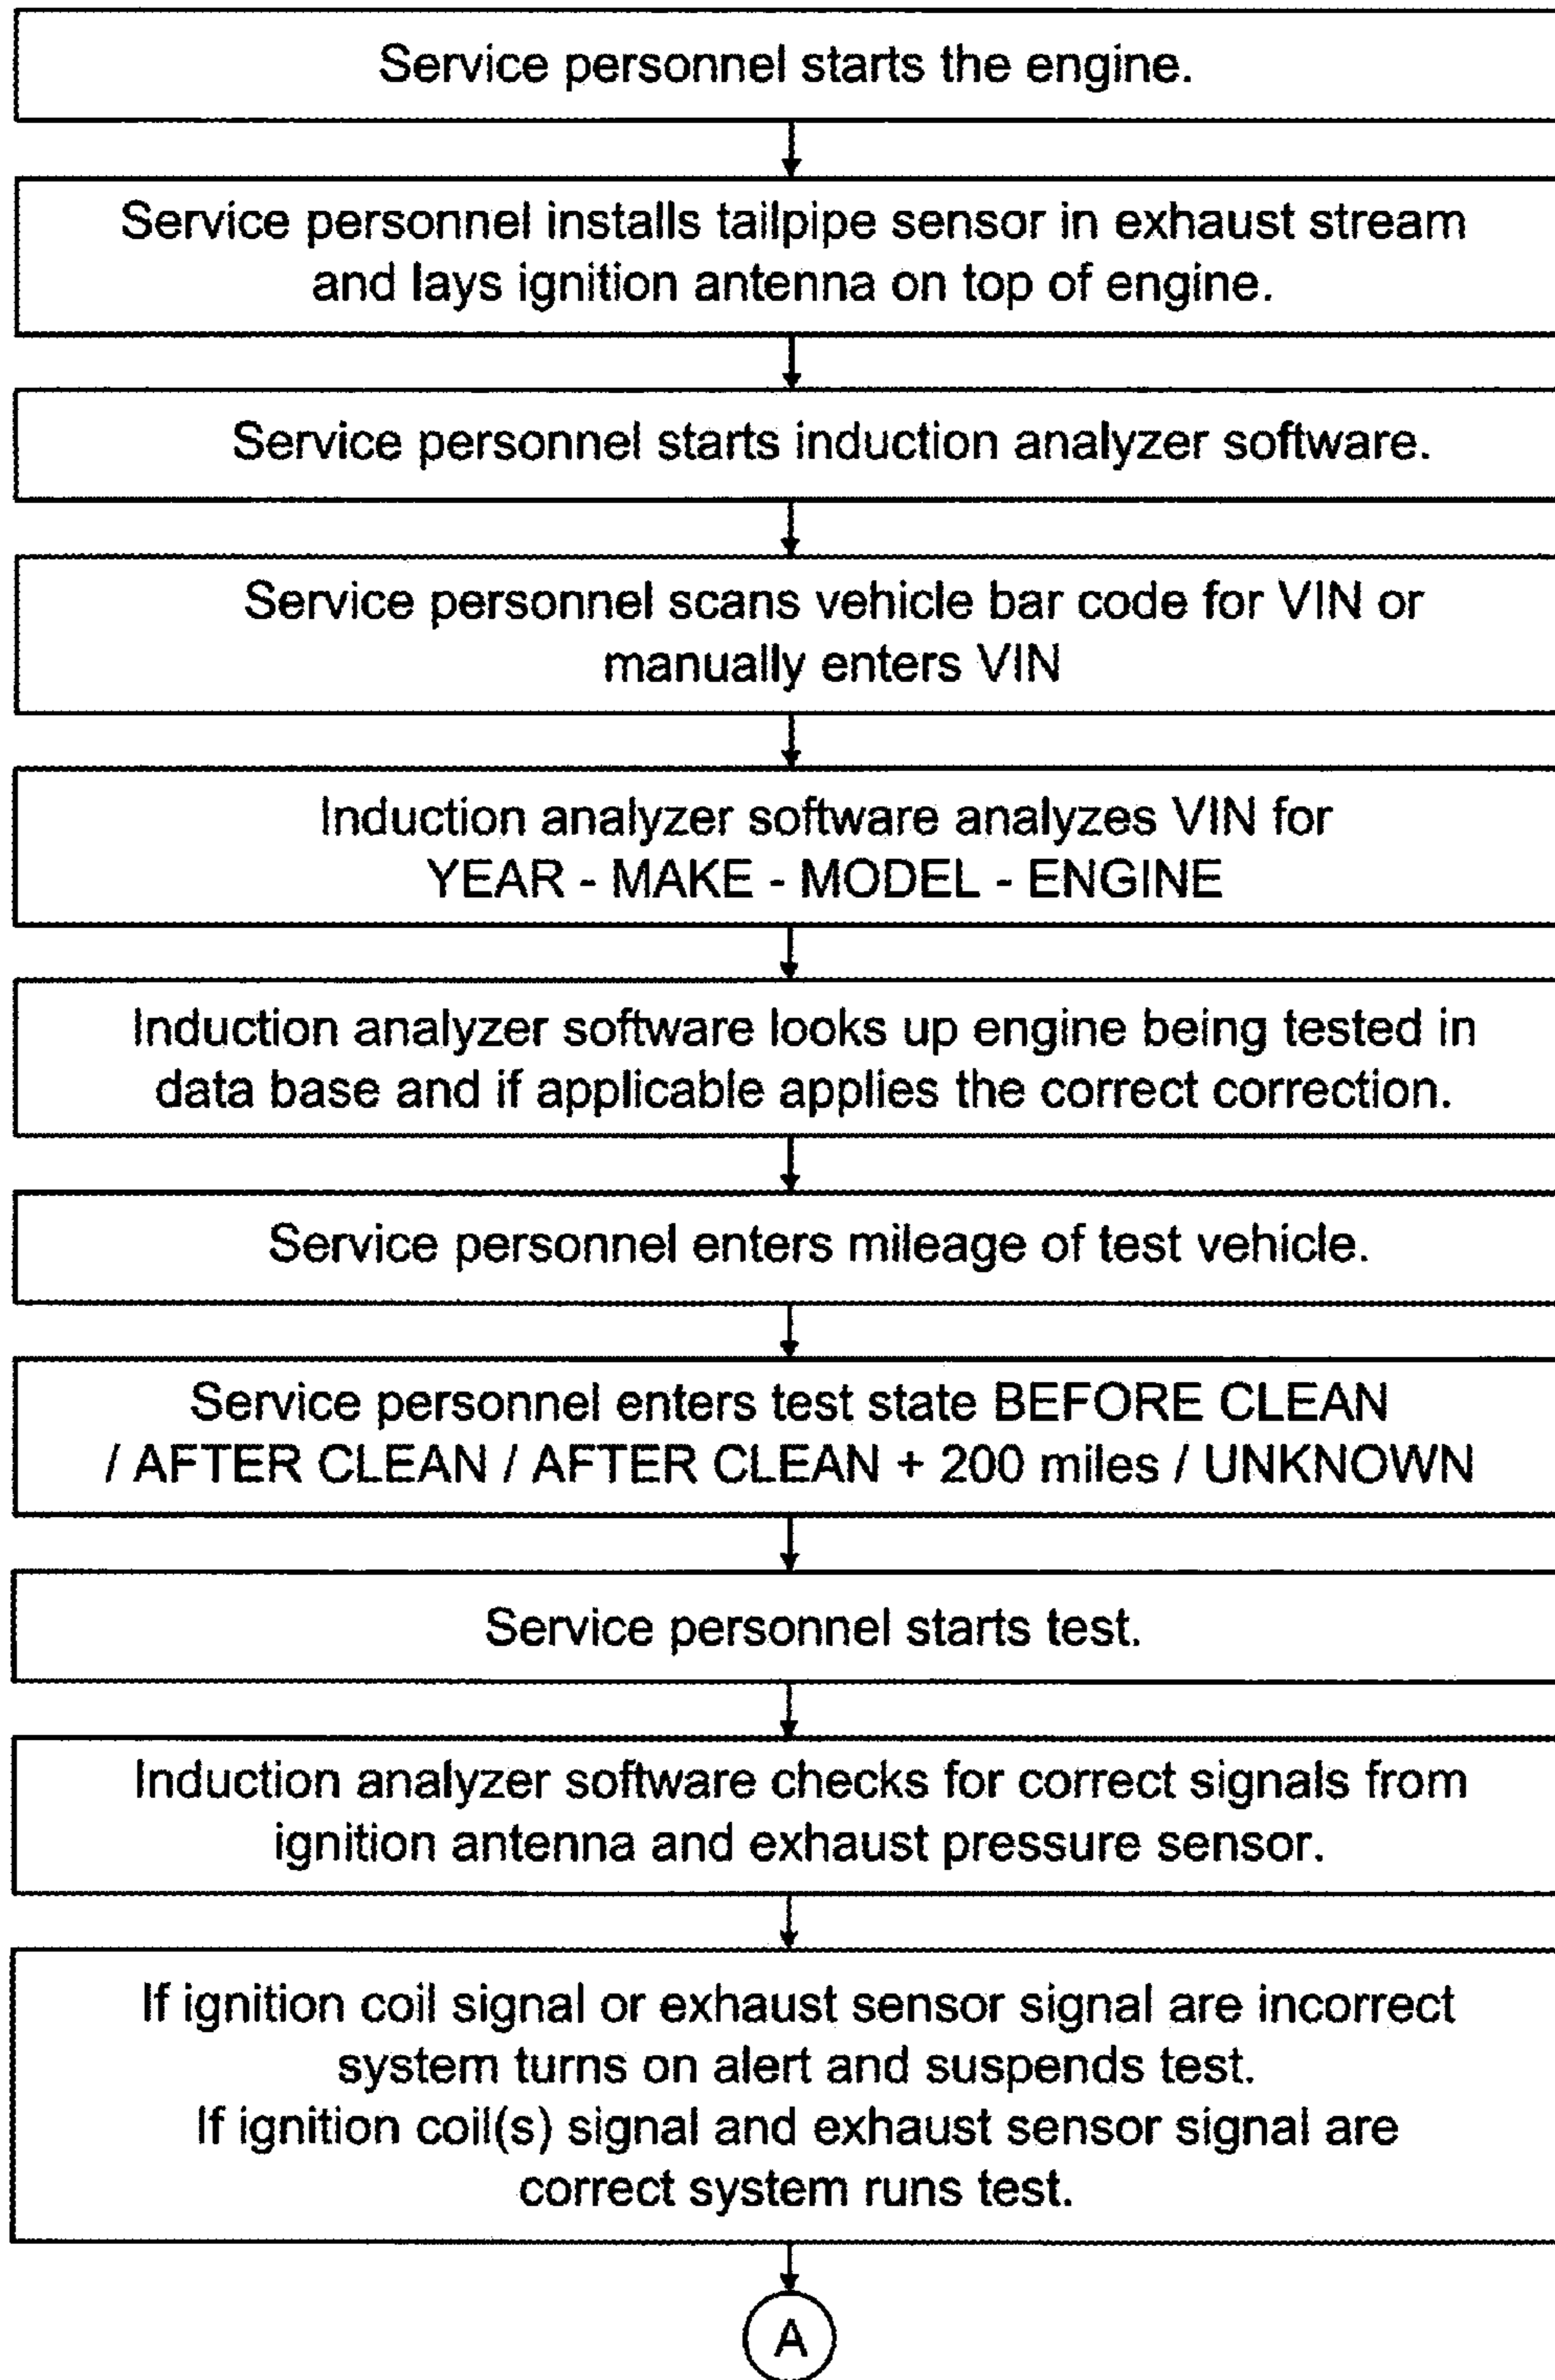 Service personnel starts the engine.
Service personnel installs tailpipe sensor in exhaust stream
and lays ignition antenna on top of engine.
Service personnel starts induction analyzer software.
Service personnel scans vehicle bar code for VIN or
manually enters VIN
Induction analyzer software analyzes VIN for
YEAR - MAKE - MODEL - ENGINE
Induction analyzer software looks up engine being tested in
data base and if applicable applies the correct correction.
Service personnel enters mileage of test vehicle.
Service personnel enters test state BEFORE CLEAN
/ AFTER CLEAN / AFTER CLEAN + 200 miles / UNKNOWN
Service personnel starts test.
Induction analyzer software checks for correct signals from
ignition antenna and exhaust pressure sensor.
If ignition coil signal or exhaust sensor signal are incorrect
system turns on alert and suspends test.
If ignition coil(s) signal and exhaust sensor signal are
correct system runs test.
A